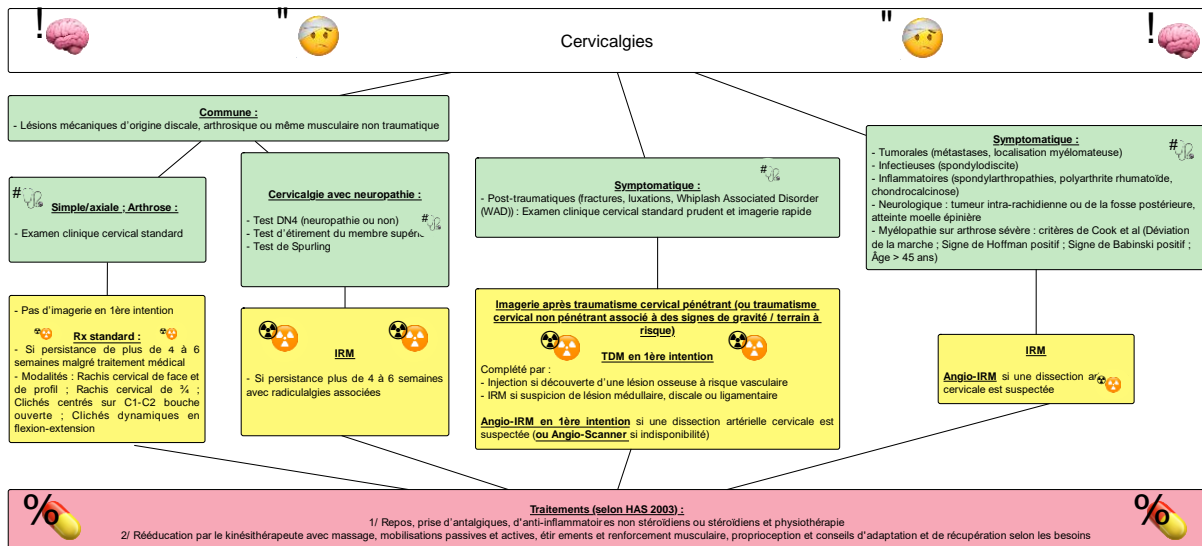 ! " " !
Cervicalgies
Commune :
- Lésions mécaniques d'origine discale, arthrosique ou même musculaire non traumatique
#
Simple/axiale ; Arthrose :
- Examen clinique cervical standard
Cervicalgie avec neuropathie :
- Test DN4 (neuropathie ou non)
#
- Test d'étirement du membre supérie
- Test de Spurling
#
Symptomatique :
- Post-traumatiques (fractures, luxations, Whiplash Associated Disorder
(WAD)) : Examen clinique cervical standard prudent et imagerie rapide
Symptomatique :
#
- Tumorales (métastases, localisation myélomateuse)
- Infectieuses (spondylodiscite)
- Inflammatoires (spondylarthropathies, polyarthrite rhumatoïde,
chondrocalcinose)
- Neurologique : tumeur intra-rachidienne ou de la fosse postérieure,
atteinte moelle épinière
- Myélopathie sur arthrose sévère : critères de Cook et al (Déviation
de la marche ; Signe de Hoffman positif ; Signe de Babinski positif ;
Âge > 45 ans)
- Pas d'imagerie en 1ère intention
Rx standard :
- Si persistance de plus de 4 à 6
semaines malgré traitement médical
- Modalités : Rachis cervical de face et
de profil ; Rachis cervical de ¾ ;
Clichés centrés sur C1-C2 bouche
ouverte ; Clichés dynamiques en
flexion-extension
IRM
- Si persistance plus de 4 à 6 semaines
avec radiculalgies associées
Imagerie après traumatisme cervical pénétrant (ou traumatisme
cervical non pénétrant associé à des signes de gravité / terrain à
risque)
TDM en 1ère intention
Complété par :
- Injection si découverte d'une lésion osseuse à risque vasculaire
- IRM si suspicion de lésion médullaire, discale ou ligamentaire
Angio-IRM en 1ère intention si une dissection artérielle cervicale est
suspectée (ou Angio-Scanner si indisponibilité)
IRM
Angio-IRM si une dissection ar
cervicale est suspectée
% %
Traitements (selon HAS 2003) :
1/ Repos, prise d'antalgiques, d'anti-inflammatoires non stéroïdiens ou stéroïdiens et physiothérapie
2/ Rééducation par le kinésithérapeute avec massage, mobilisations passives et actives, étir ements et renforcement musculaire, proprioception et conseils d'adaptation et de récupération selon les besoins